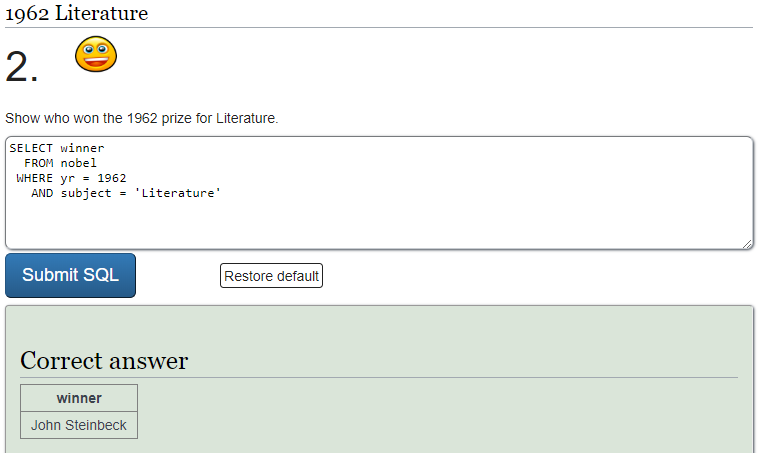 1962 Literature
2.
Show who won the 1962 prize for Literature.
SELECT winner
FROM nobel
WHERE yr = 1962
AND subject = 'Literature'
Submit SQL
Restore default
Correct answer
winner
John Steinbeck